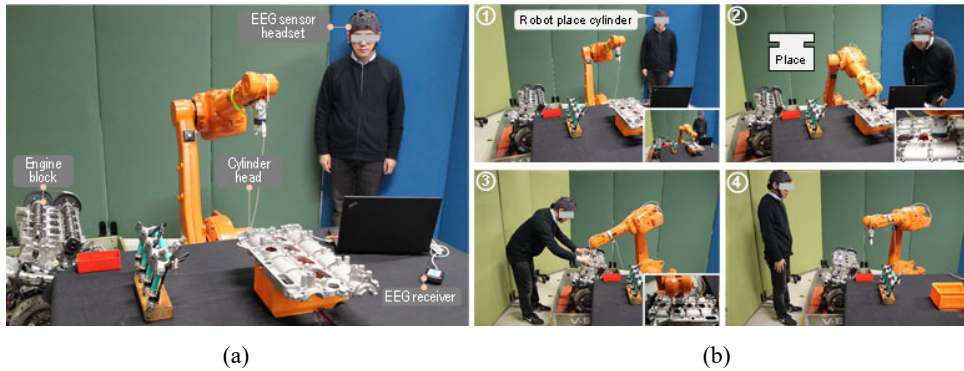 EEG sensor
headset
Engine
block
Cylinder
head
EEG receiver
①
Robot place cylinder
②
Place
③
④
V-E
(a)
(b)